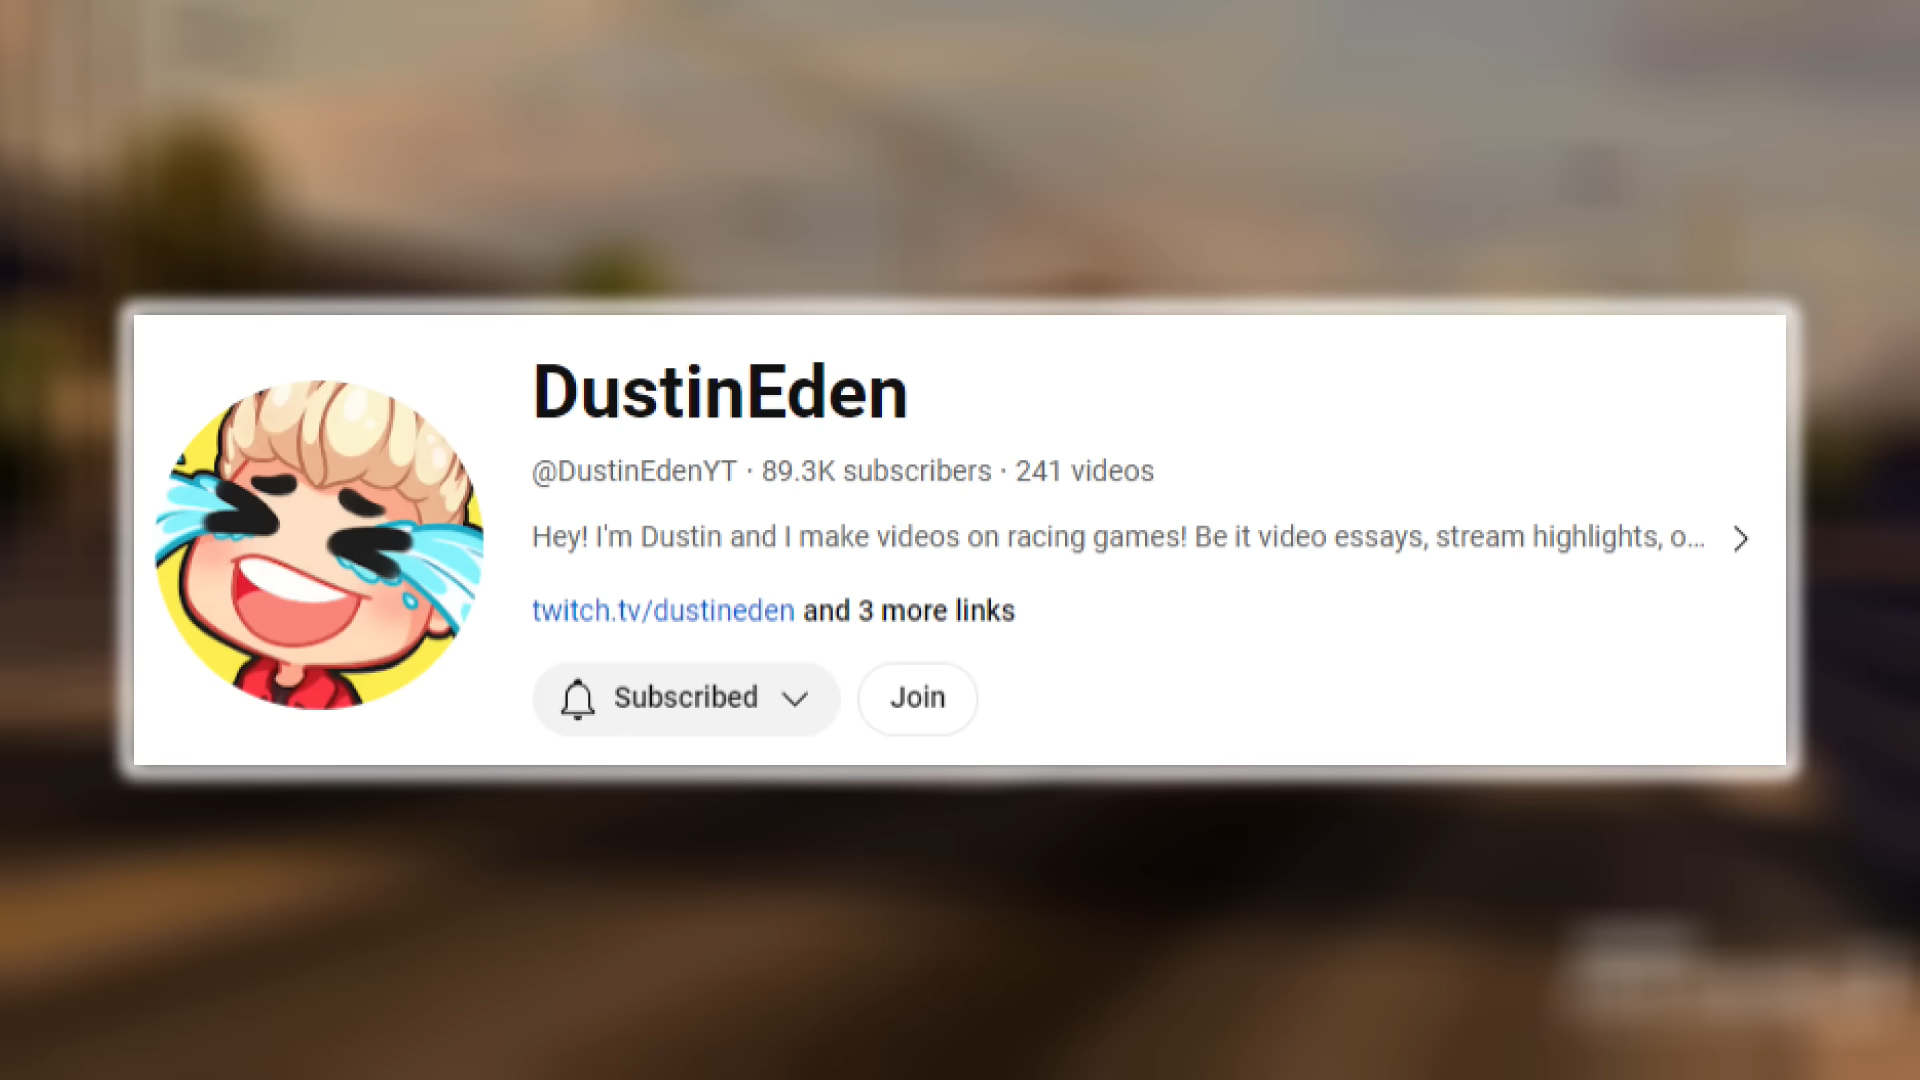 DustinEden
@DustinEdenYT · 89.3K subscribers · 241 videos
Hey! I'm Dustin and I make videos on racing games! Be it video essays, stream highlights, o...
twitch.tv/dustineden and 3 more links
Subscribed
Join